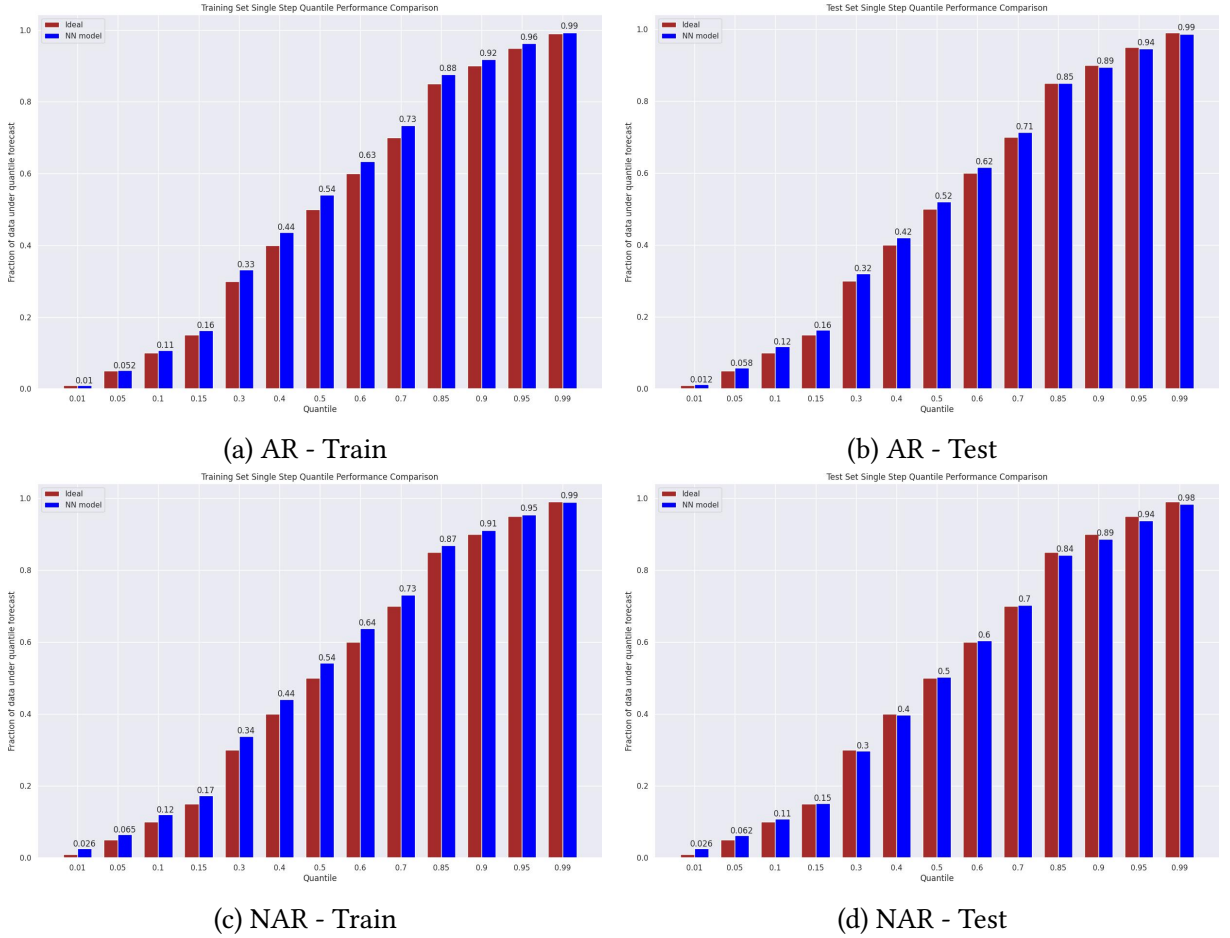 Training Set Single Step Quantile Performance Comparison
Ideal
NN model
Fraction of data under quantile forecast
1.0
0.8
0.6
0.4
0.2
0.0
0.01
0.052
0.11
0.16
0.33
0.44
0.54
0.63
0.73
0.88
0.92
0.96
0.99
0.01 0.05 0.1 0.15 0.3 0.4 0.5 0.6 0.7 0.85 0.9 0.95 0.99
Quantile
(a) AR - Train
Test Set Single Step Quantile Performance Comparison
Ideal
NN model
Fraction of data under quantile forecast
1.0
0.8
0.6
0.4
0.2
0.0
0.012
0.058
0.12
0.16
0.32
0.42
0.52
0.62
0.71
0.85
0.89
0.94
0.99
0.01 0.05 0.1 0.15 0.3 0.4 0.5 0.6 0.7 0.85 0.9 0.95 0.99
Quantile
(b) AR - Test
Training Set Single Step Quantile Performance Comparison
Ideal
NN model
Fraction of data under quantile forecast
1.0
0.8
0.6
0.4
0.2
0.0
0.026
0.065
0.12
0.17
0.34
0.44
0.54
0.64
0.73
0.87
0.91
0.95
0.99
0.01 0.05 0.1 0.15 0.3 0.4 0.5 0.6 0.7 0.85 0.9 0.95 0.99
Quantile
(c) NAR - Train
Test Set Single Step Quantile Performance Comparison
Ideal
NN model
Fraction of data under quantile forecast
1.0
0.8
0.6
0.4
0.2
0.0
0.026
0.062
0.11
0.15
0.3
0.4
0.5
0.6
0.7
0.84
0.89
0.94
0.98
0.01 0.05 0.1 0.15 0.3 0.4 0.5 0.6 0.7 0.85 0.9 0.95 0.99
Quantile
(d) NAR - Test